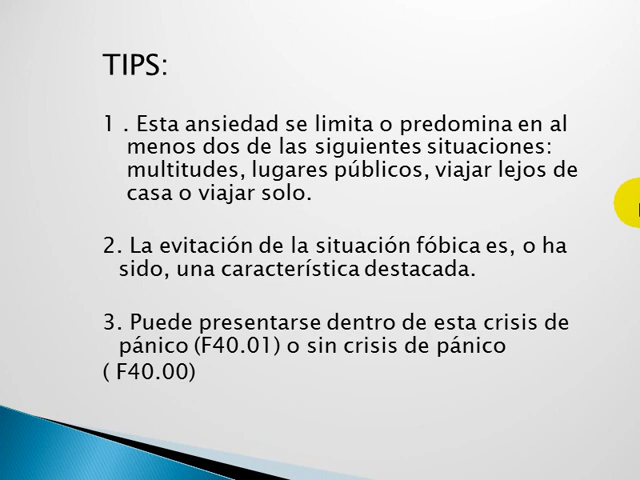 TIPS:
1 . Esta ansiedad se limita o predomina en al
menos dos de las siguientes situaciones:
multitudes, lugares públicos, viajar lejos de
casa o viajar solo.
2. La evitación de la situación fóbica es, o ha
sido, una característica destacada.
3. Puede presentarse dentro de esta crisis de
pánico (F40.01) o sin crisis de pánico
( F40.00)